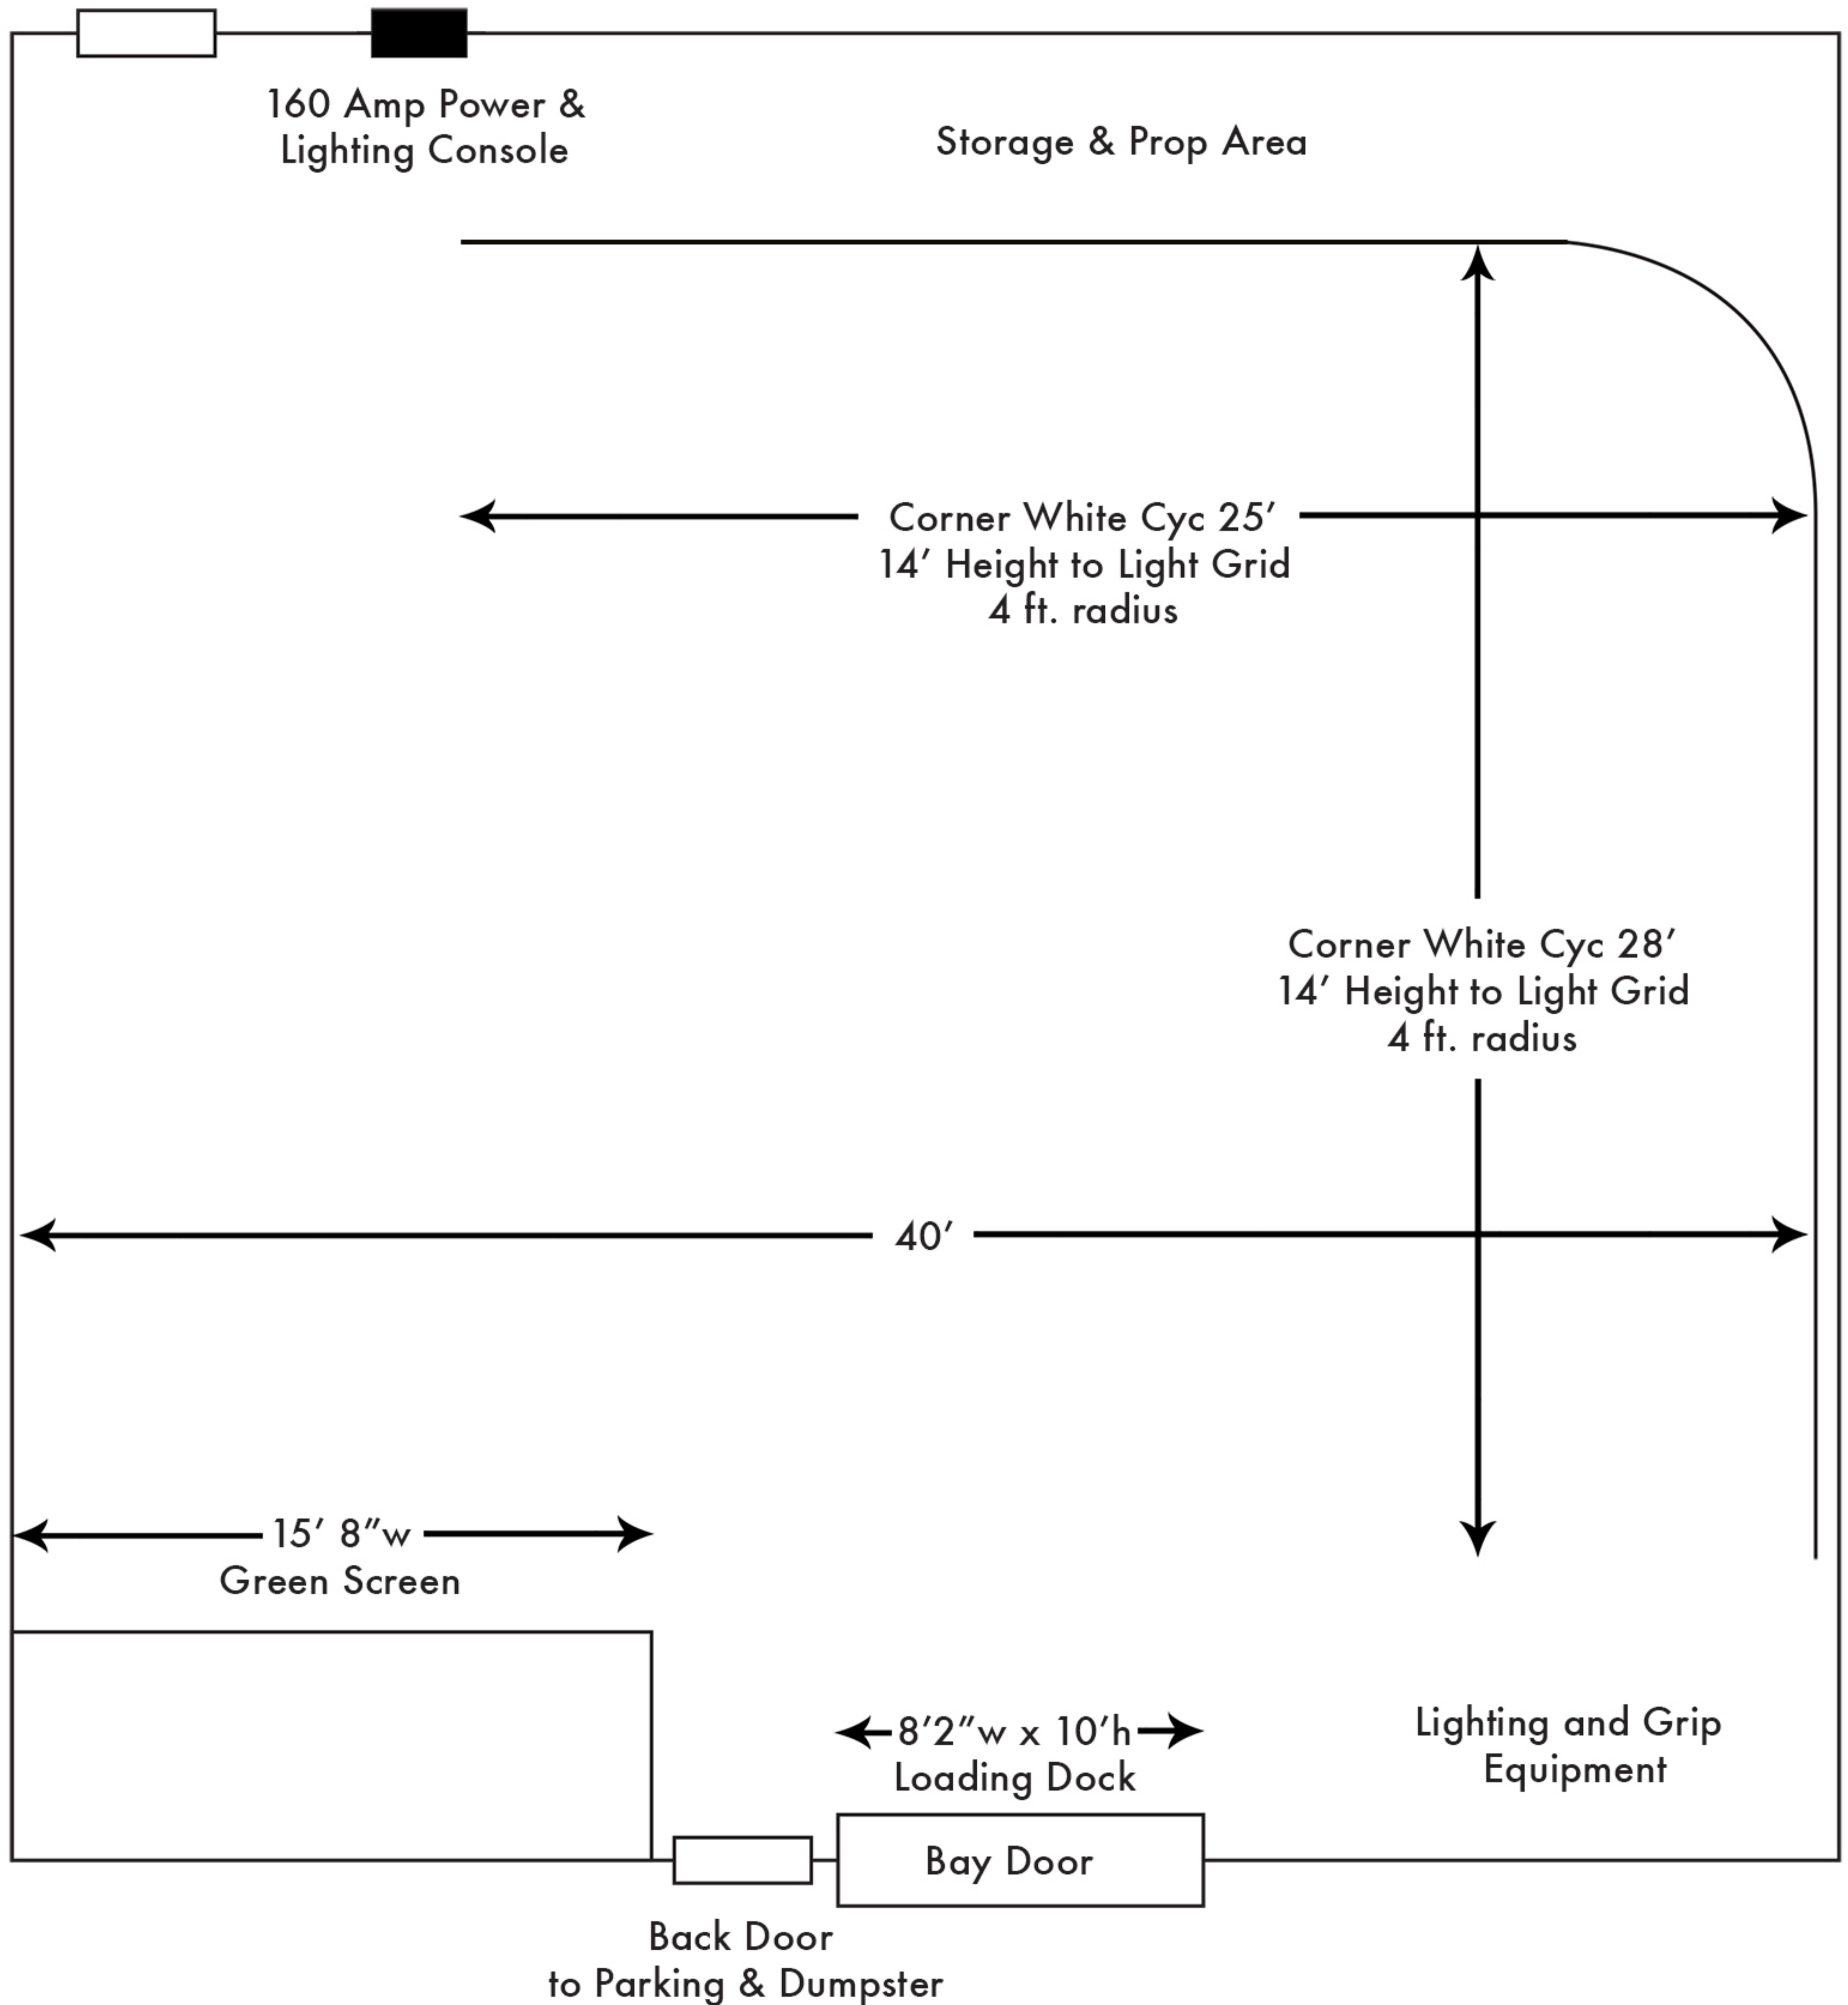 160 Amp Power &
Lighting Console
Storage & Prop Area
Corner White Cyc 25’
14’ Height to Light Grid
4 ft. radius
Corner White Cyc 28’
14’ Height to Light Grid
4 ft. radius
40’
15’ 8”w
Green Screen
8’2”w x 10’h
Loading Dock
Lighting and Grip
Equipment
Bay Door
Back Door
to Parking & Dumpster